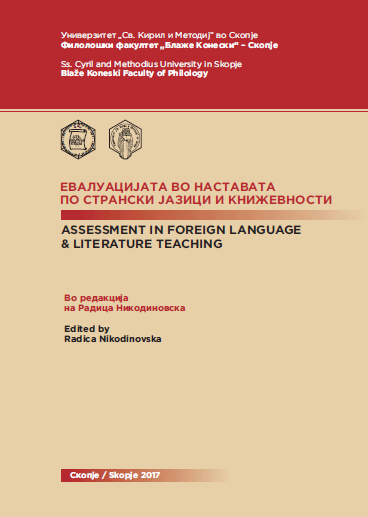 Универзитет „Св. Кирил и Методиј“ во Скопје
Филолошки факултет „Блаже Конески“ – Скопје
Ss. Cyril and Methodius University in Skopje
Blaže Koneski Faculty of Philology
ЕВАЛУАЦИЈАТА ВО НАСТАВАТА
ПО СТРАНСКИ ЈАЗИЦИ И КНИЖЕВНОСТИ
ASSESSMENT IN FOREIGN LANGUAGE
& LITERATURE TEACHING
Во редакција
на Радица Никодиновска
Edited by
Radica Nikodinovska
Скопје / Skopje 2017